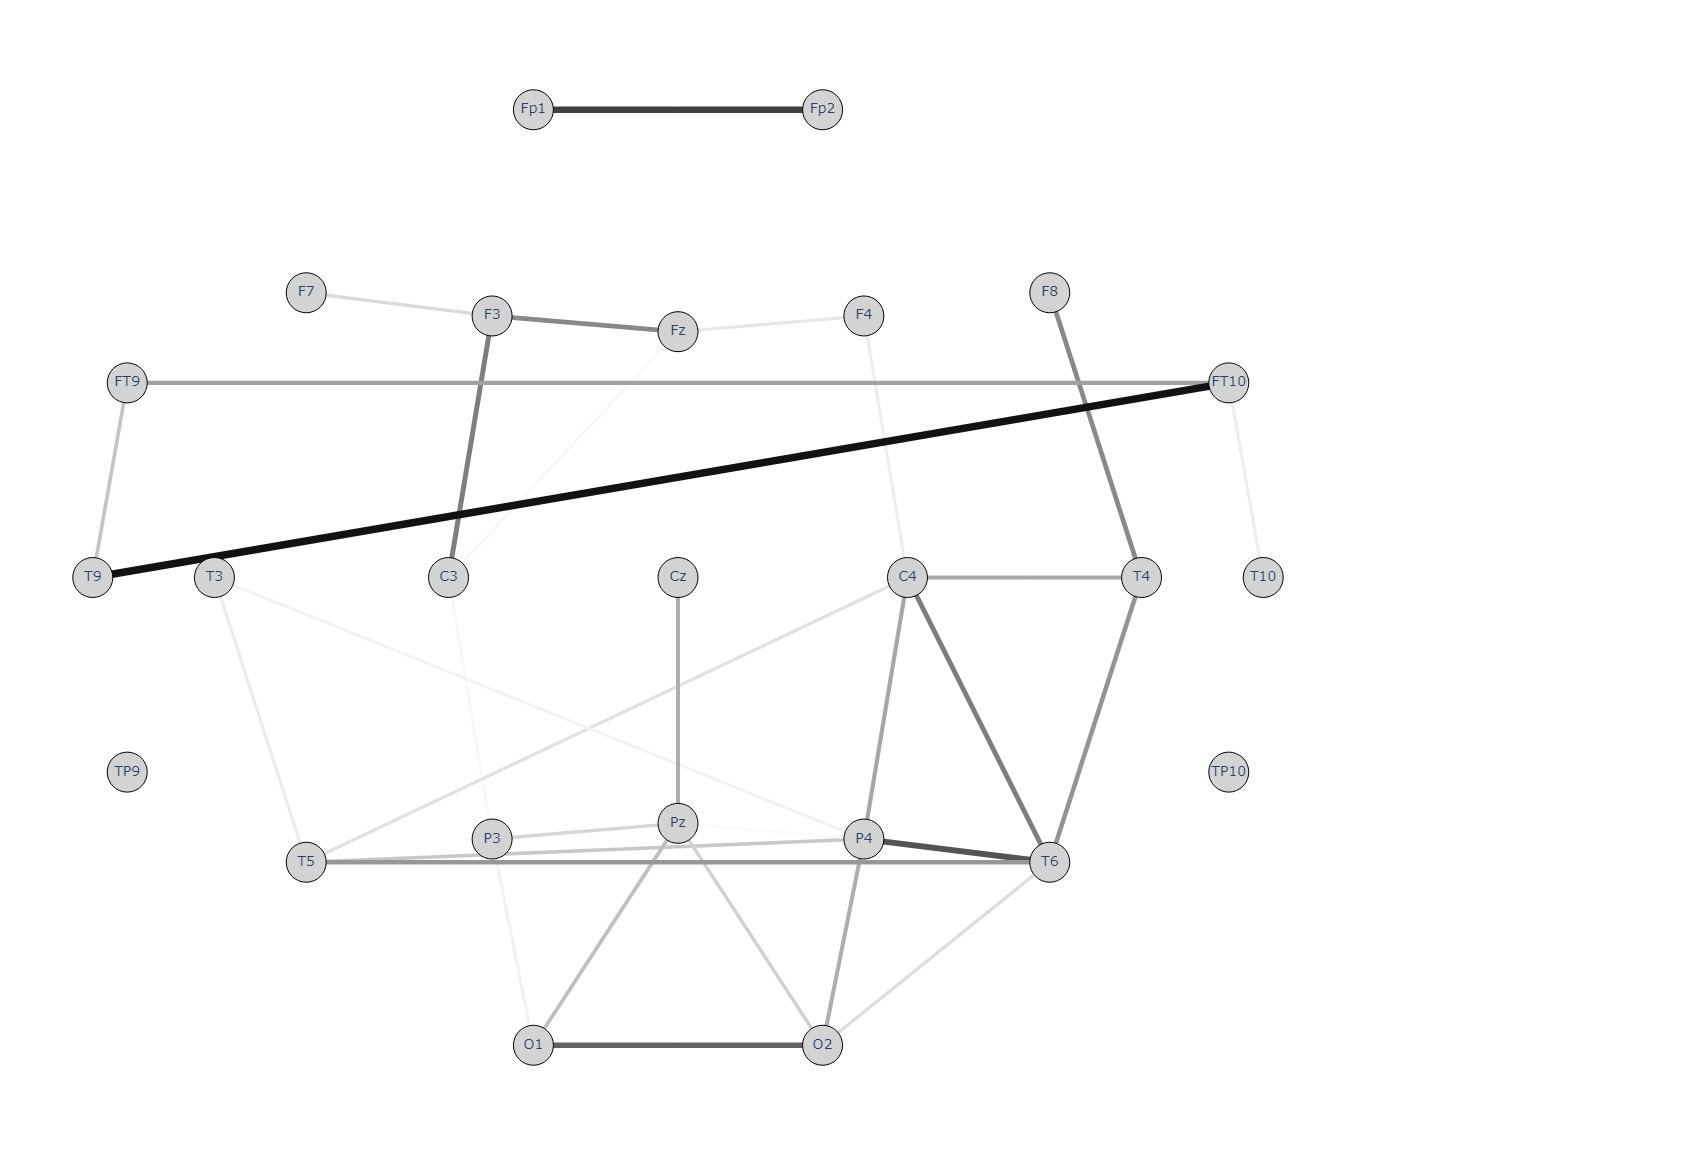 Fp1 Fp2
F7 F3 Fz F4 F8
FT9 FT10
T9 T3 C3 Cz C4 T4 T10
TP9 TP10
T5 P3 Pz P4 T6
O1 O2